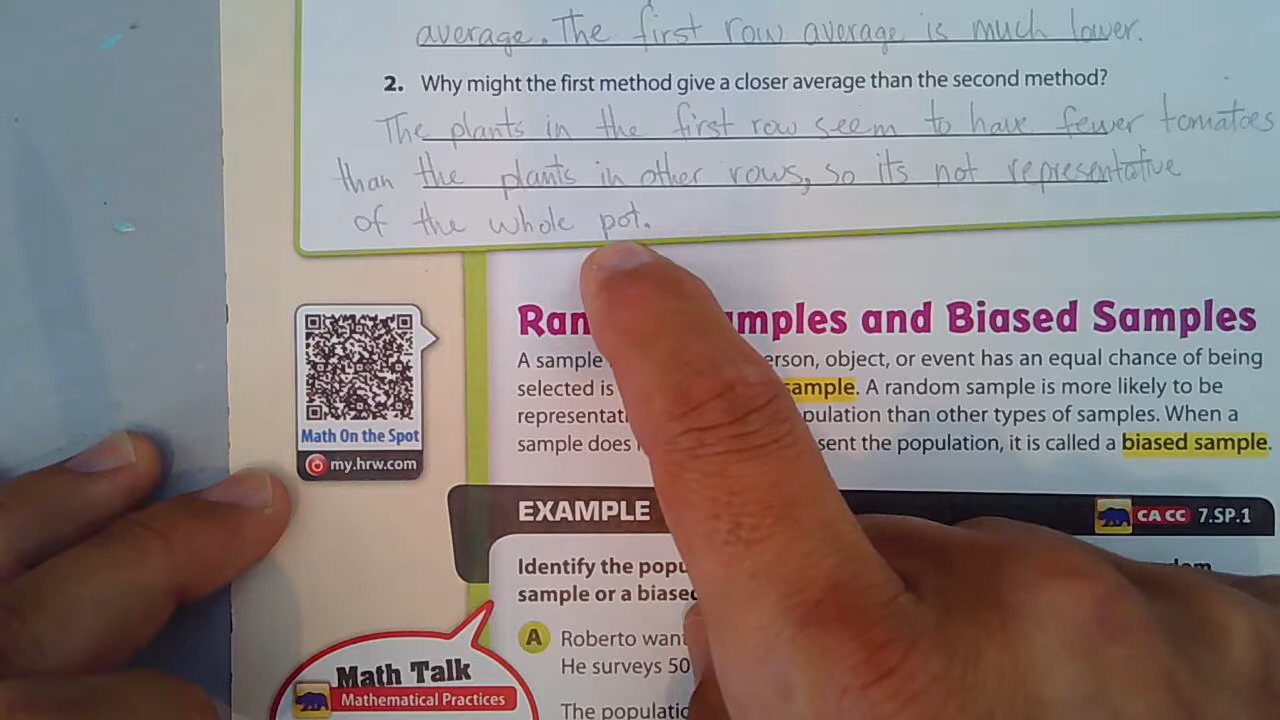 average. The first row average is much lower.
2. Why might the first method give a closer average than the second method?
The plants in the first row seem to have fewer tomatoes
than the plants in other rows, so its not representative
of the whole pot.
Ran mples and Biased Samples
A sample erson, object, or event has an equal chance of being
selected is sample. A random sample is more likely to be
representat pulation than other types of samples. When a
sample does sent the population, it is called a biased sample.
Math On the Spot
my.hrw.com
EXAMPLE
CA CC 7.SP.1
Identify the popu
sample or a biase
A Roberto want
He surveys 50
The populatio
Math Talk
Mathematical Practices